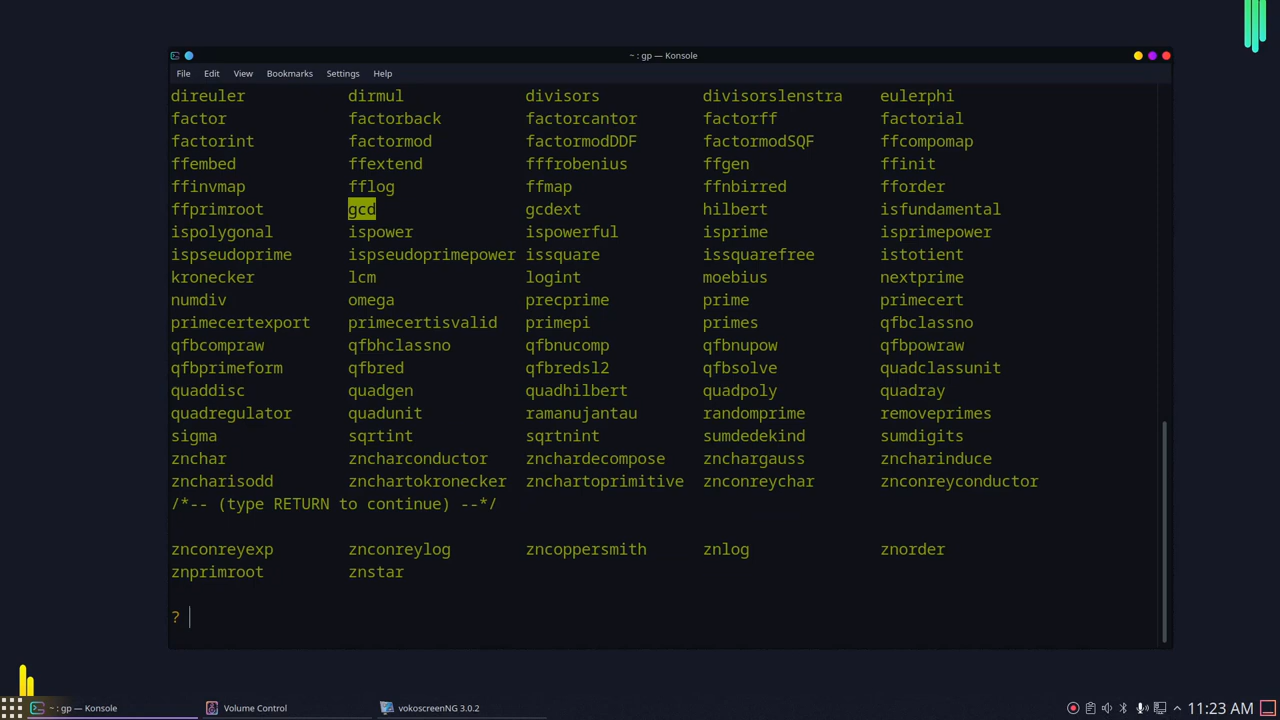 ~ : gp — Konsole
File Edit View Bookmarks Settings Help
direuler dirmul divisors divisorslenstra eulerphi
factor factorback factorcantor factorff factorial
factorint factormod factormodDDF factormodSQF ffcompomap
ffembed ffextend fffrobenius ffgen ffinit
ffinvmap fflog ffmap ffnbirred fforder
ffprimroot gcd gcdext hilbert isfundamental
ispolygonal ispower ispowerful isprime isprimepower
ispseudoprime ispseudoprimepower issquare issquarefree istotient
kronecker lcm logint moebius nextprime
numdiv omega precprime prime primecert
primecertexport primecertisvalid primepi primes qfbclassno
qfbcompraw qfbhclassno qfbnucomp qfbnupow qfbpowraw
qfbprimeform qfbred qfbredsl2 qfbsolve quadclassunit
quaddisc quadgen quadhilbert quadpoly quadray
quadregulator quadunit ramanujantau randomprime removeprimes
sigma sqrtint sqrtnint sumdedekind sumdigits
znchar zncharconductor znchardecompose znchargauss zncharinduce
zncharisodd znchartokronecker znchartoprimitive znconreychar znconreyconductor
/*-- (type RETURN to continue) --*/
znconreyexp znconreylog zncoppersmith znlog znorder
znprimroot znstar
?
~ : gp — Konsole Volume Control vokoscreenNG 3.0.2 11:23 AM